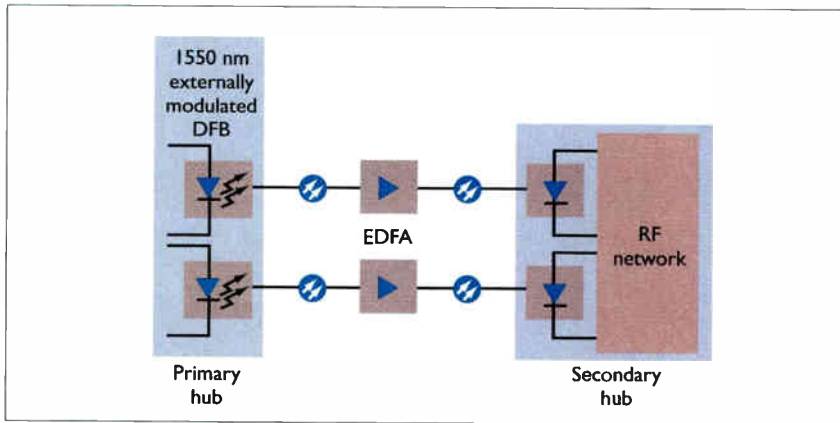 1550 nm
externally
modulated
DFB
EDFA
RF
network
Primary
hub
Secondary
hub